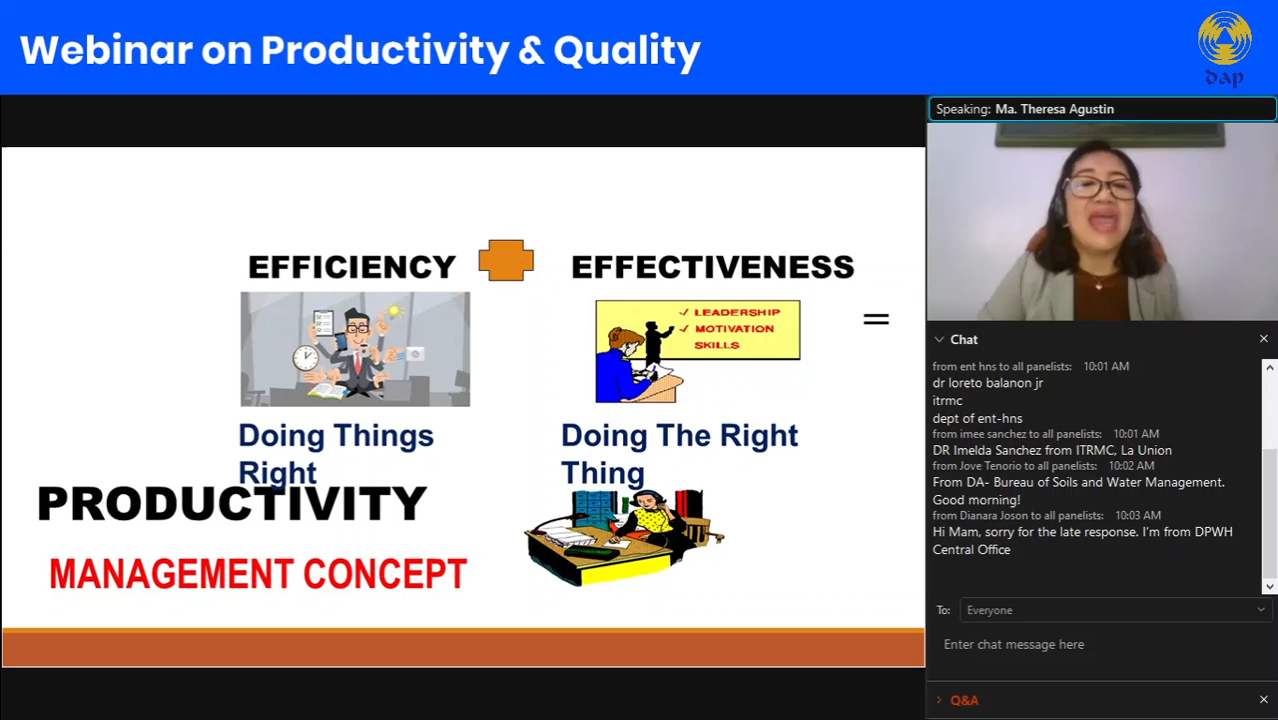 Webinar on Productivity & Quality
dap
Speaking: Ma. Theresa Agustin
EFFICIENCY
EFFECTIVENESS
✓ LEADERSHIP
✓ MOTIVATION
SKILLS
=
Doing Things
Right
Doing The Right
Thing
PRODUCTIVITY
MANAGEMENT CONCEPT
Chat
from ent hns to all panelists: 10:01 AM
dr loreto balanon jr
itrmc
dept of ent-hns
from imee sanchez to all panelists: 10:01 AM
DR Imelda Sanchez from ITRMC, La Union
from Jove Tenorio to all panelists: 10:02 AM
From DA- Bureau of Soils and Water Management.
Good morning!
from Dianara Joson to all panelists: 10:03 AM
Hi Mam, sorry for the late response. I'm from DPWH
Central Office
To: Everyone
Enter chat message here
Q&A